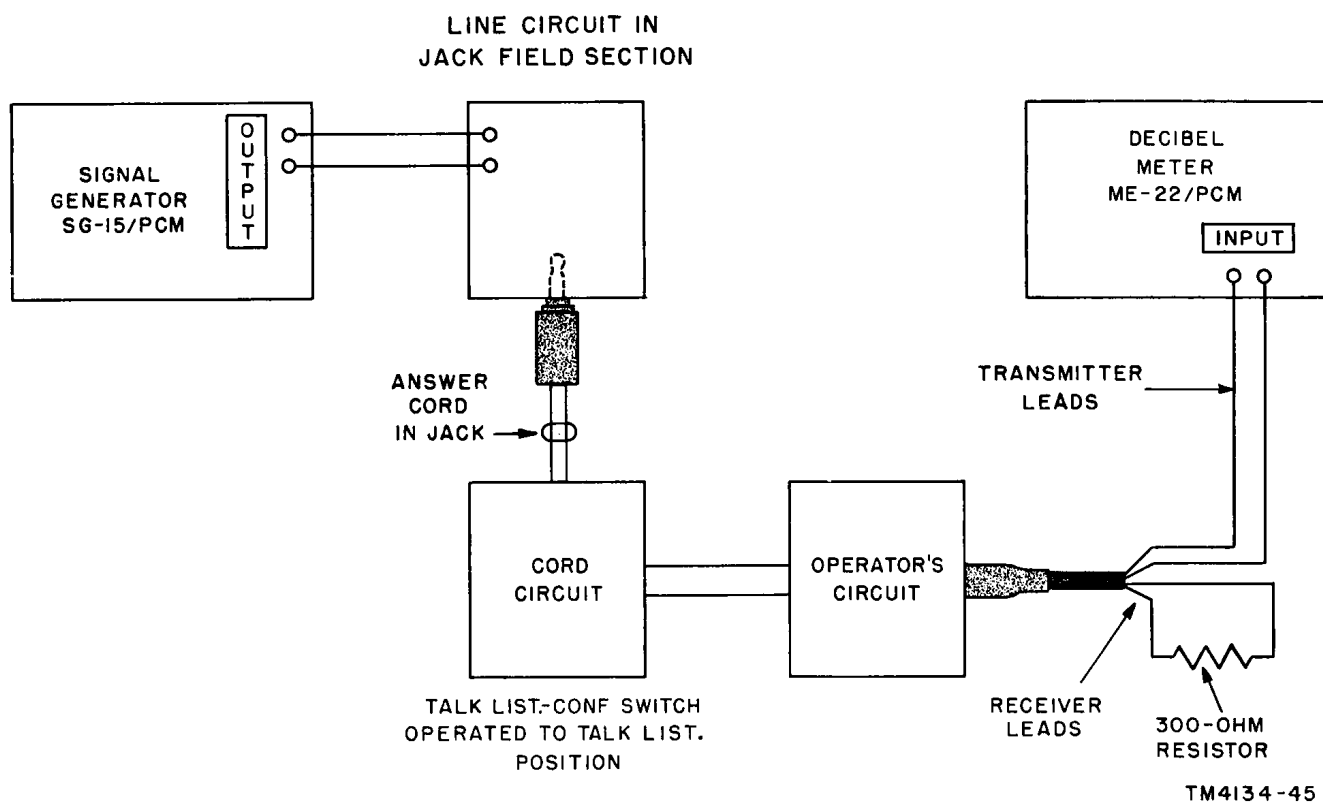 LINE CIRCUIT IN
JACK FIELD SECTION
SIGNAL
GENERATOR
SG-15/PCM
OUTPUT
DECIBEL
METER
ME-22/PCM
INPUT
ANSWER
CORD
IN JACK
TRANSMITTER
LEADS
CORD
CIRCUIT
OPERATOR'S
CIRCUIT
TALK LIST.-CONF SWITCH
OPERATED TO TALK LIST.
POSITION
RECEIVER
LEADS
300-OHM
RESISTOR
TM4134-45